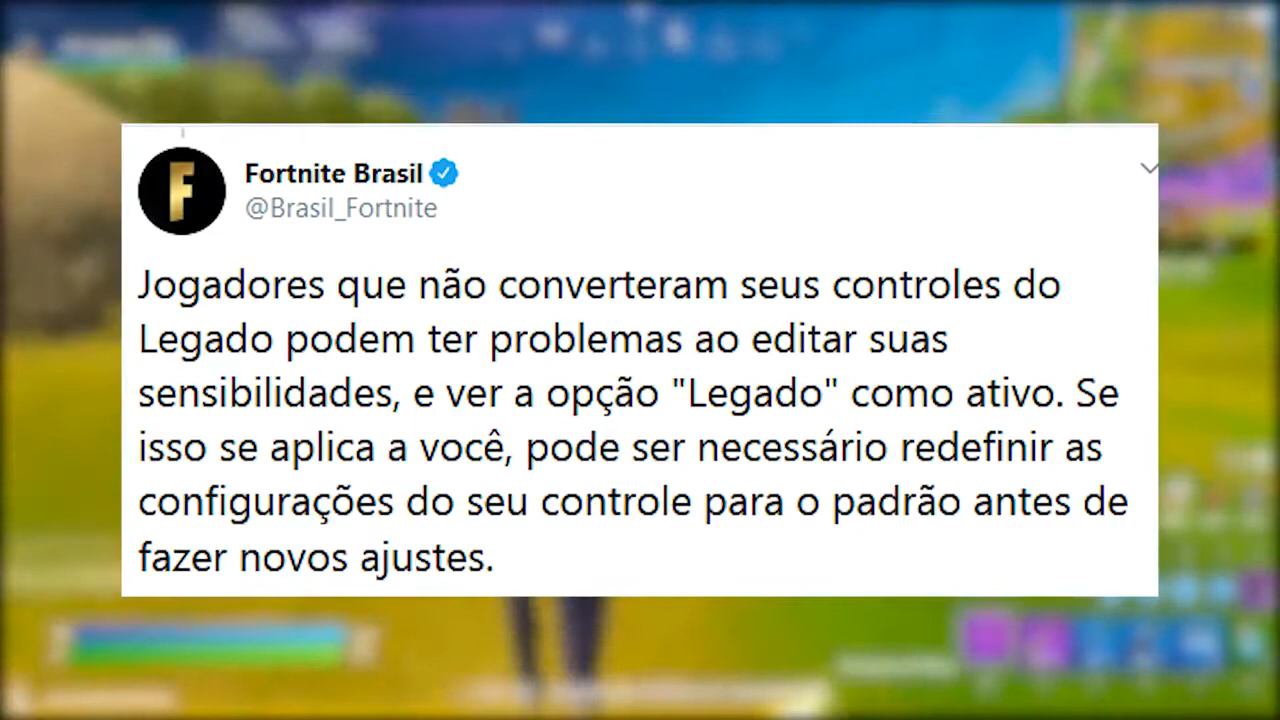 Fortnite Brasil
@Brasil_Fortnite
Jogadores que não converteram seus controles do
Legado podem ter problemas ao editar suas
sensibilidades, e ver a opção "Legado" como ativo. Se
isso se aplica a você, pode ser necessário redefinir as
configurações do seu controle para o padrão antes de
fazer novos ajustes.